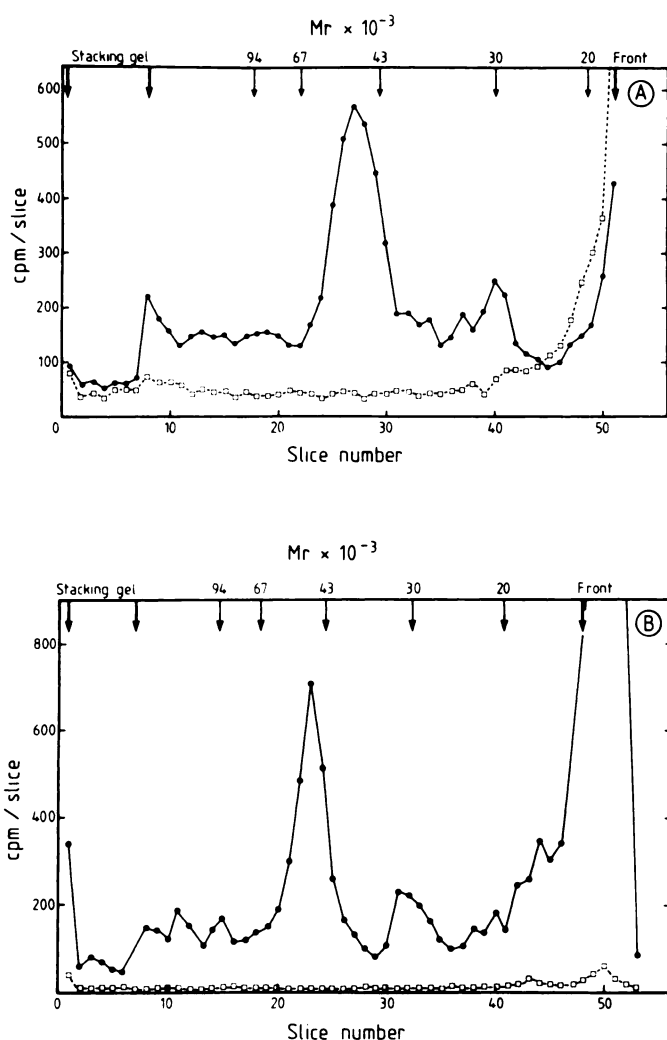 Mr × 10⁻³
Stacking gel 94 67 43 30 20 Front
600
A
500
400
300
200
100
cpm/slice
0 10 20 30 40 50
Slice number
Mr × 10⁻³
Stacking gel 94 67 43 30 20 Front
B
800
600
400
200
cpm/slice
0 10 20 30 40 50
Slice number